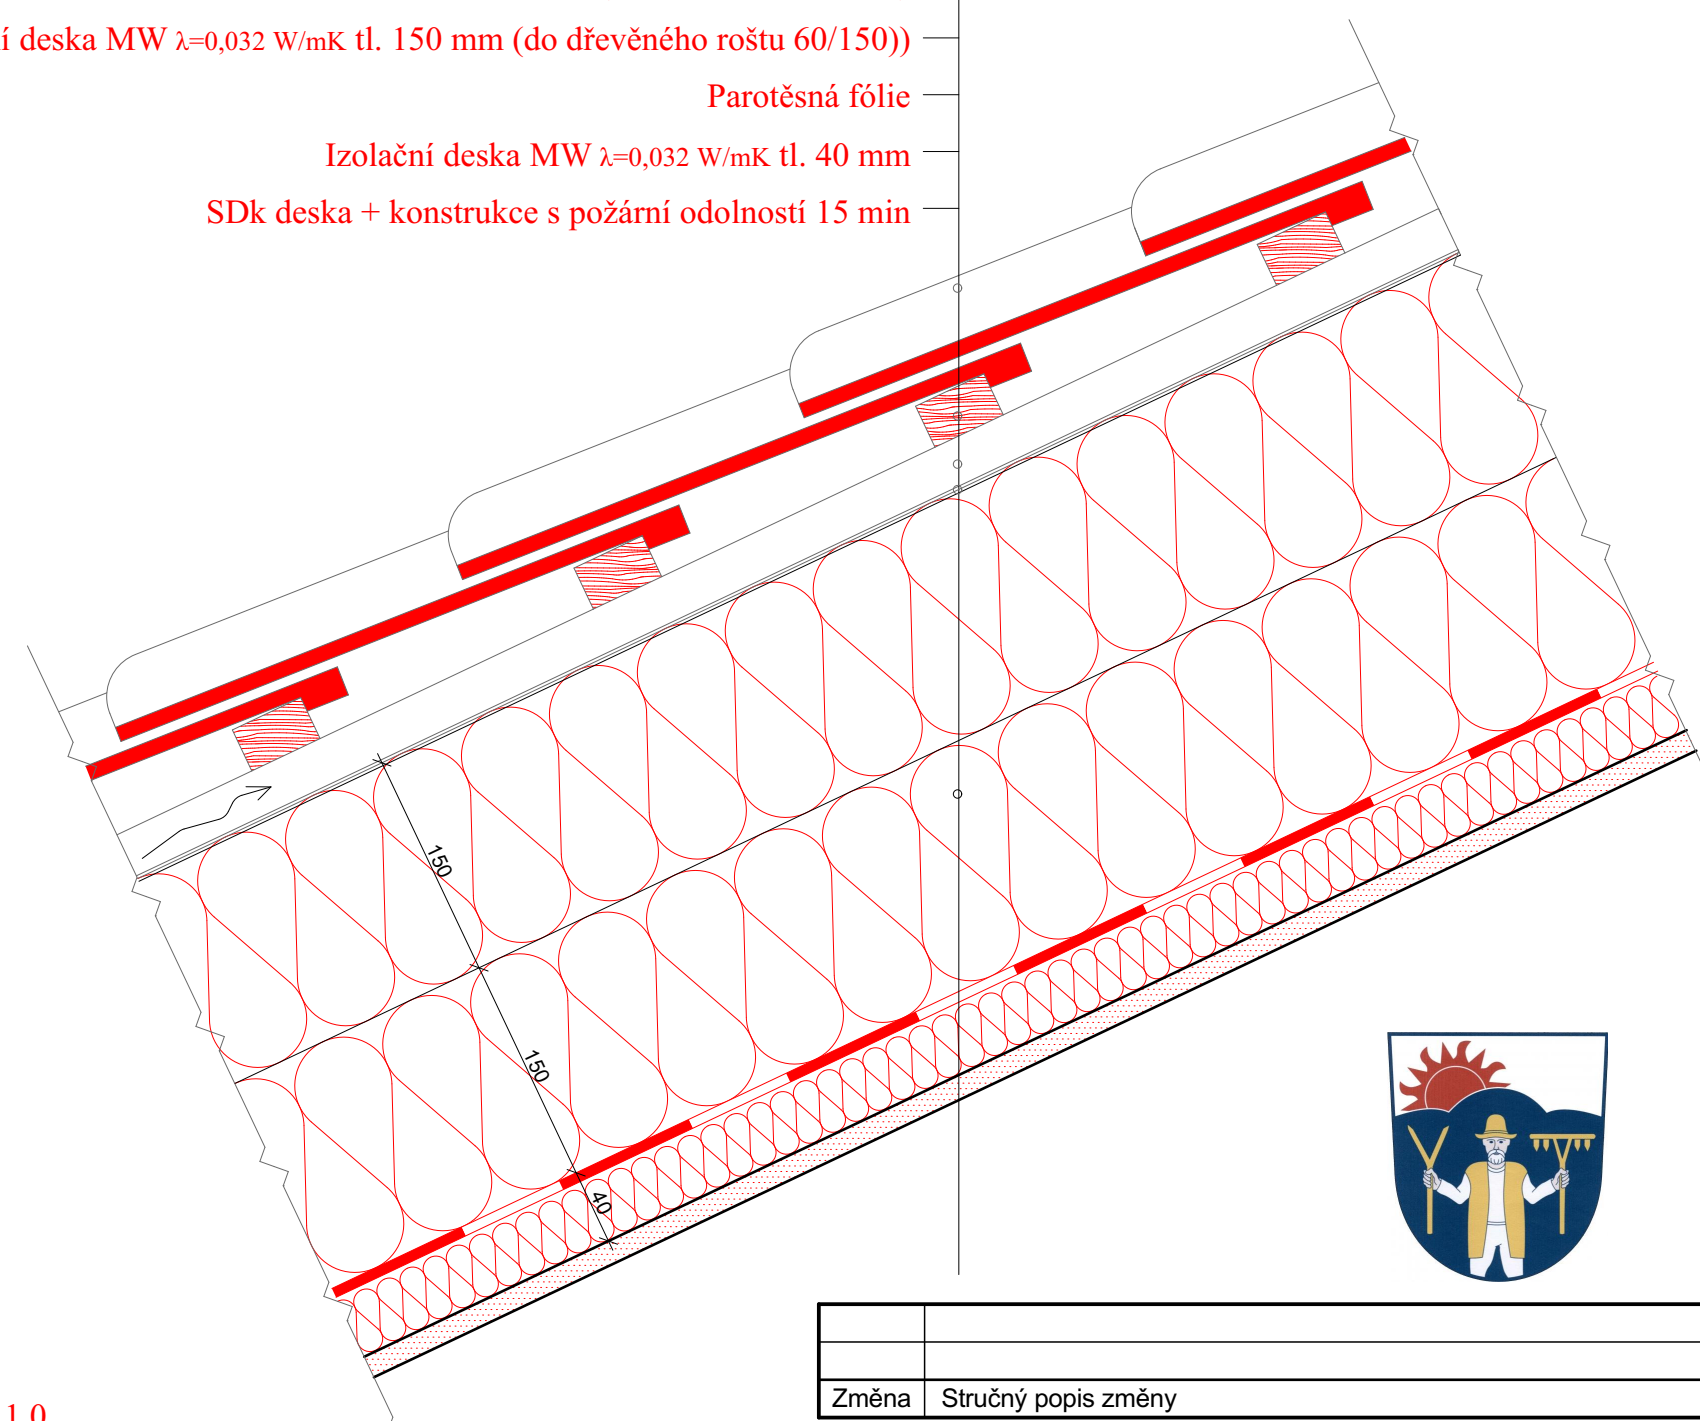 í deska MW λ=0,032 W/mK tl. 150 mm (do dřevěného roštu 60/150))
Parotěsná fólie
Izolační deska MW λ=0,032 W/mK tl. 40 mm
SDk deska + konstrukce s požární odolností 15 min
150
150
40
Změna Stručný popis změny
1.0